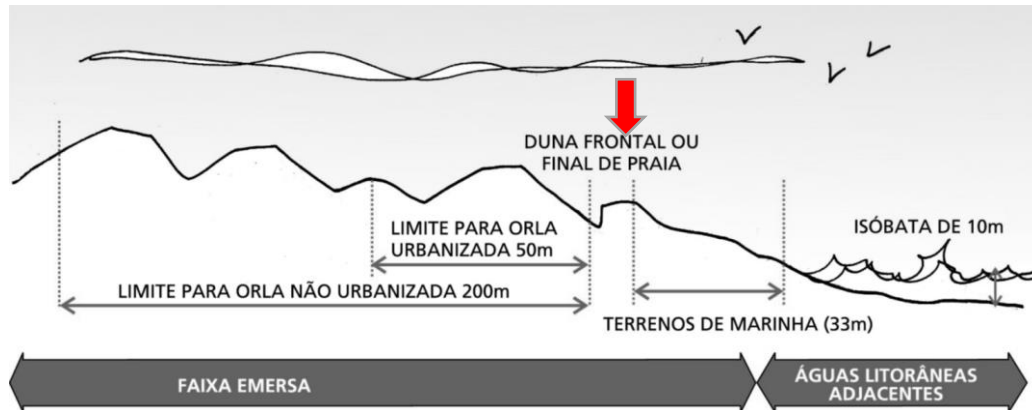 DUNA FRONTAL OU
FINAL DE PRAIA
LIMITE PARA ORLA
URBANIZADA 50m
ISÓBATA DE 10m
LIMITE PARA ORLA NÃO URBANIZADA 200m
TERRENOS DE MARINHA (33m)
FAIXA EMERSA
ÁGUAS LITORÂNEAS
ADJACENTES